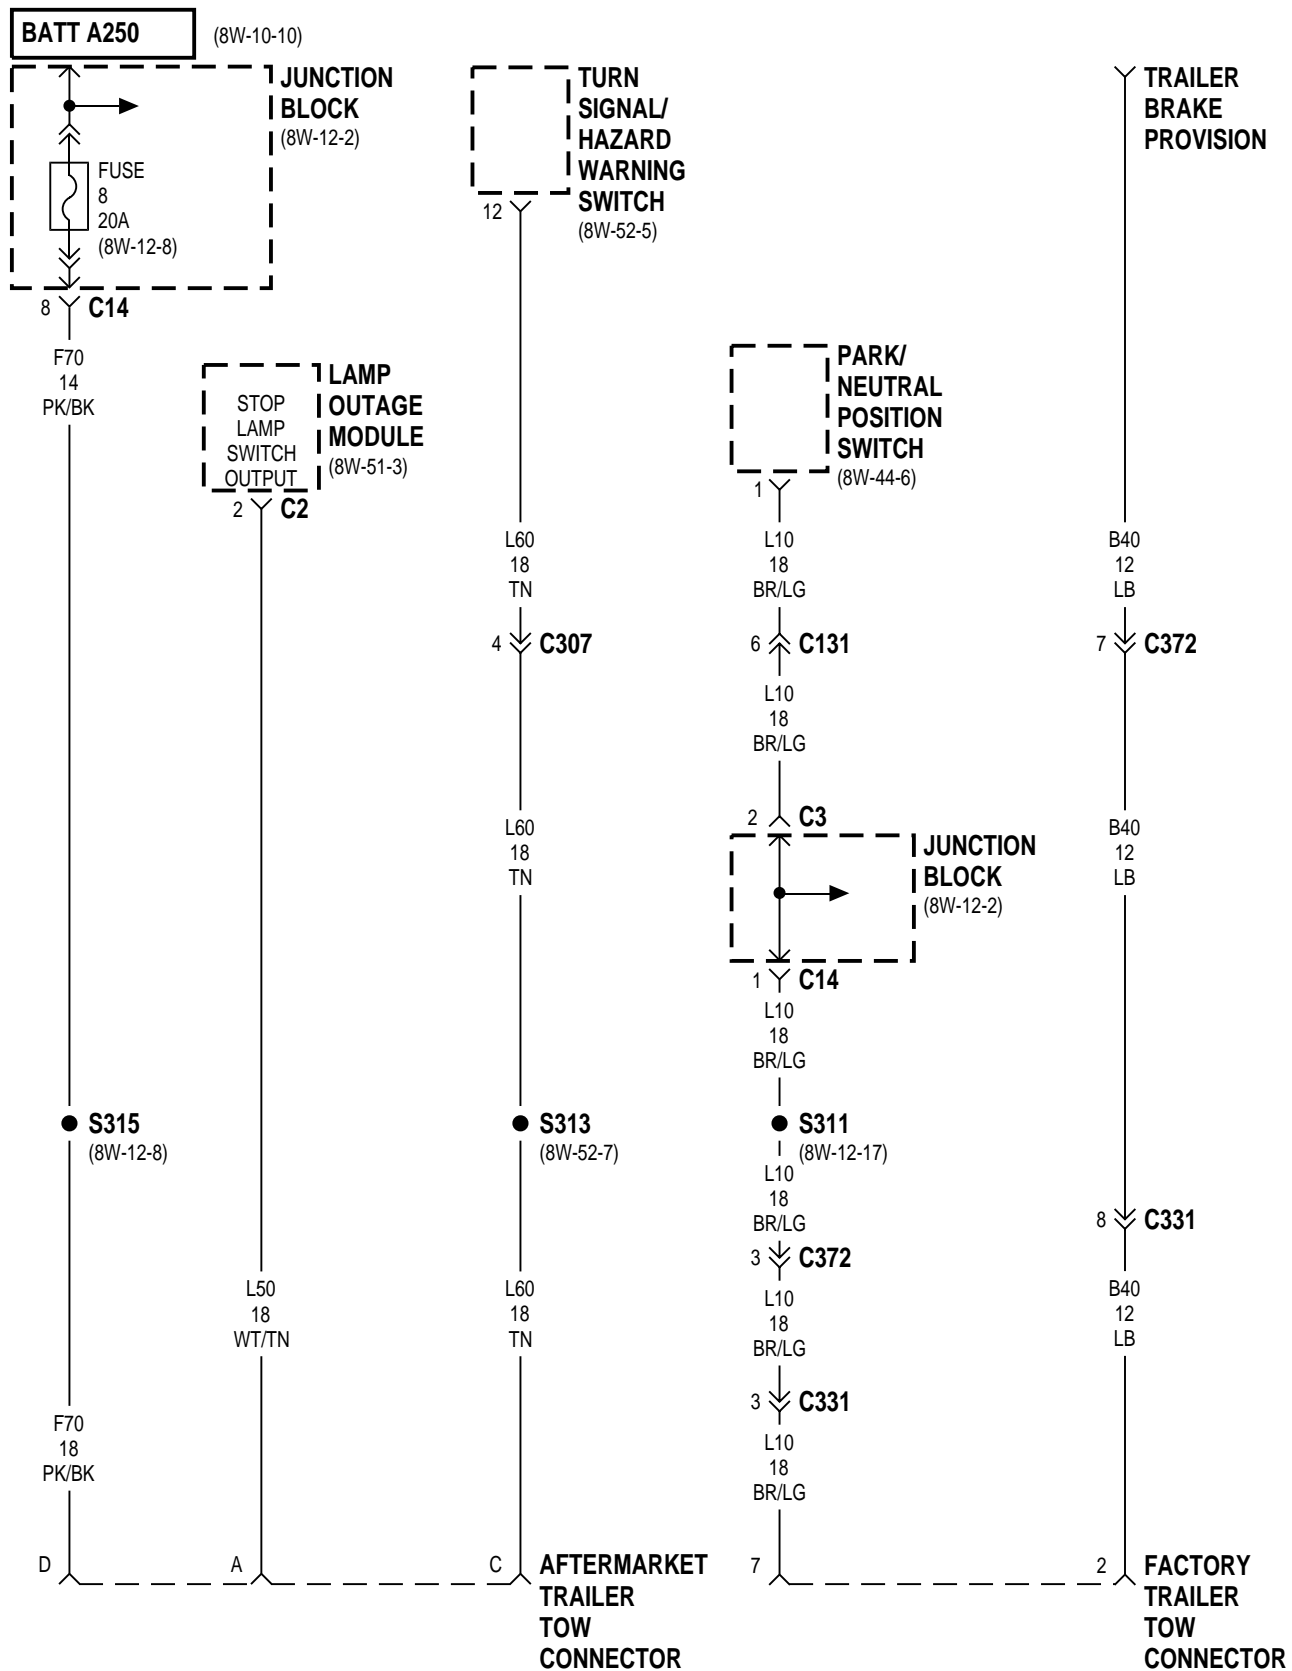 BATT A250
(8W-10-10)
JUNCTION
BLOCK
(8W-12-2)
FUSE
8
20A
(8W-12-8)
8
C14
F70
14
PK/BK
STOP
LAMP
SWITCH
OUTPUT
LAMP
OUTAGE
MODULE
(8W-51-3)
2
C2
TURN
SIGNAL/
HAZARD
WARNING
SWITCH
(8W-52-5)
12
L60
18
TN
4
C307
L60
18
TN
PARK/
NEUTRAL
POSITION
SWITCH
(8W-44-6)
1
L10
18
BR/LG
6
C131
L10
18
BR/LG
2
C3
JUNCTION
BLOCK
(8W-12-2)
1
C14
L10
18
BR/LG
TRAILER
BRAKE
PROVISION
B40
12
LB
7
C372
B40
12
LB
S315
(8W-12-8)
S313
(8W-52-7)
S311
(8W-12-17)
L10
18
BR/LG
3
C372
L10
18
BR/LG
3
C331
L10
18
BR/LG
8
C331
B40
12
LB
L50
18
WT/TN
L60
18
TN
F70
18
PK/BK
D
A
C
AFTERMARKET
TRAILER
TOW
CONNECTOR
7
2
FACTORY
TRAILER
TOW
CONNECTOR